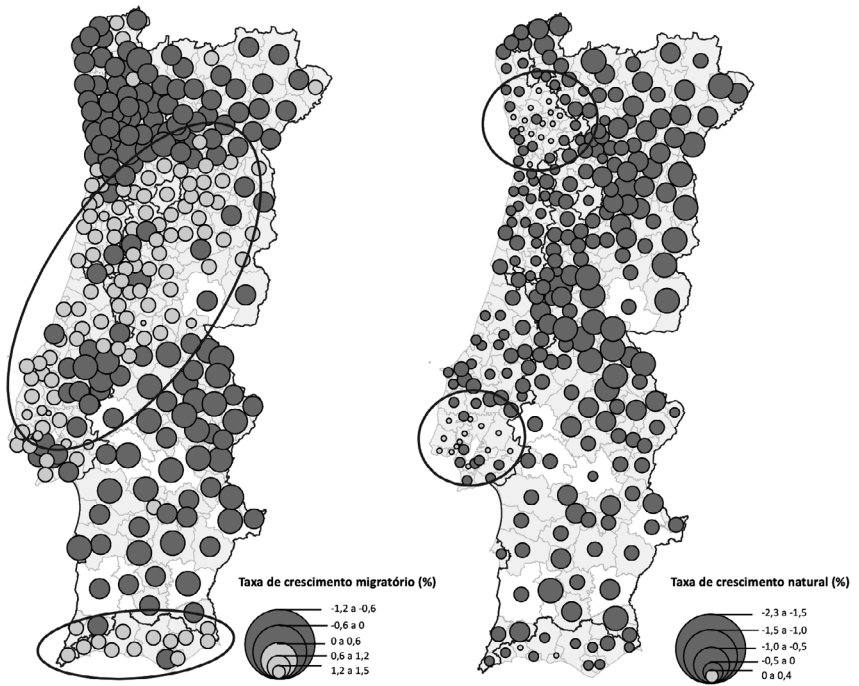 Taxa de crescimento migratório (%)
-1,2 a -0,6
-0,6 a 0
0 a 0,6
0,6 a 1,2
1,2 a 1,5
Taxa de crescimento natural (%)
-2,3 a -1,5
-1,5 a -1,0
-1,0 a -0,5
-0,5 a 0
0 a 0,4